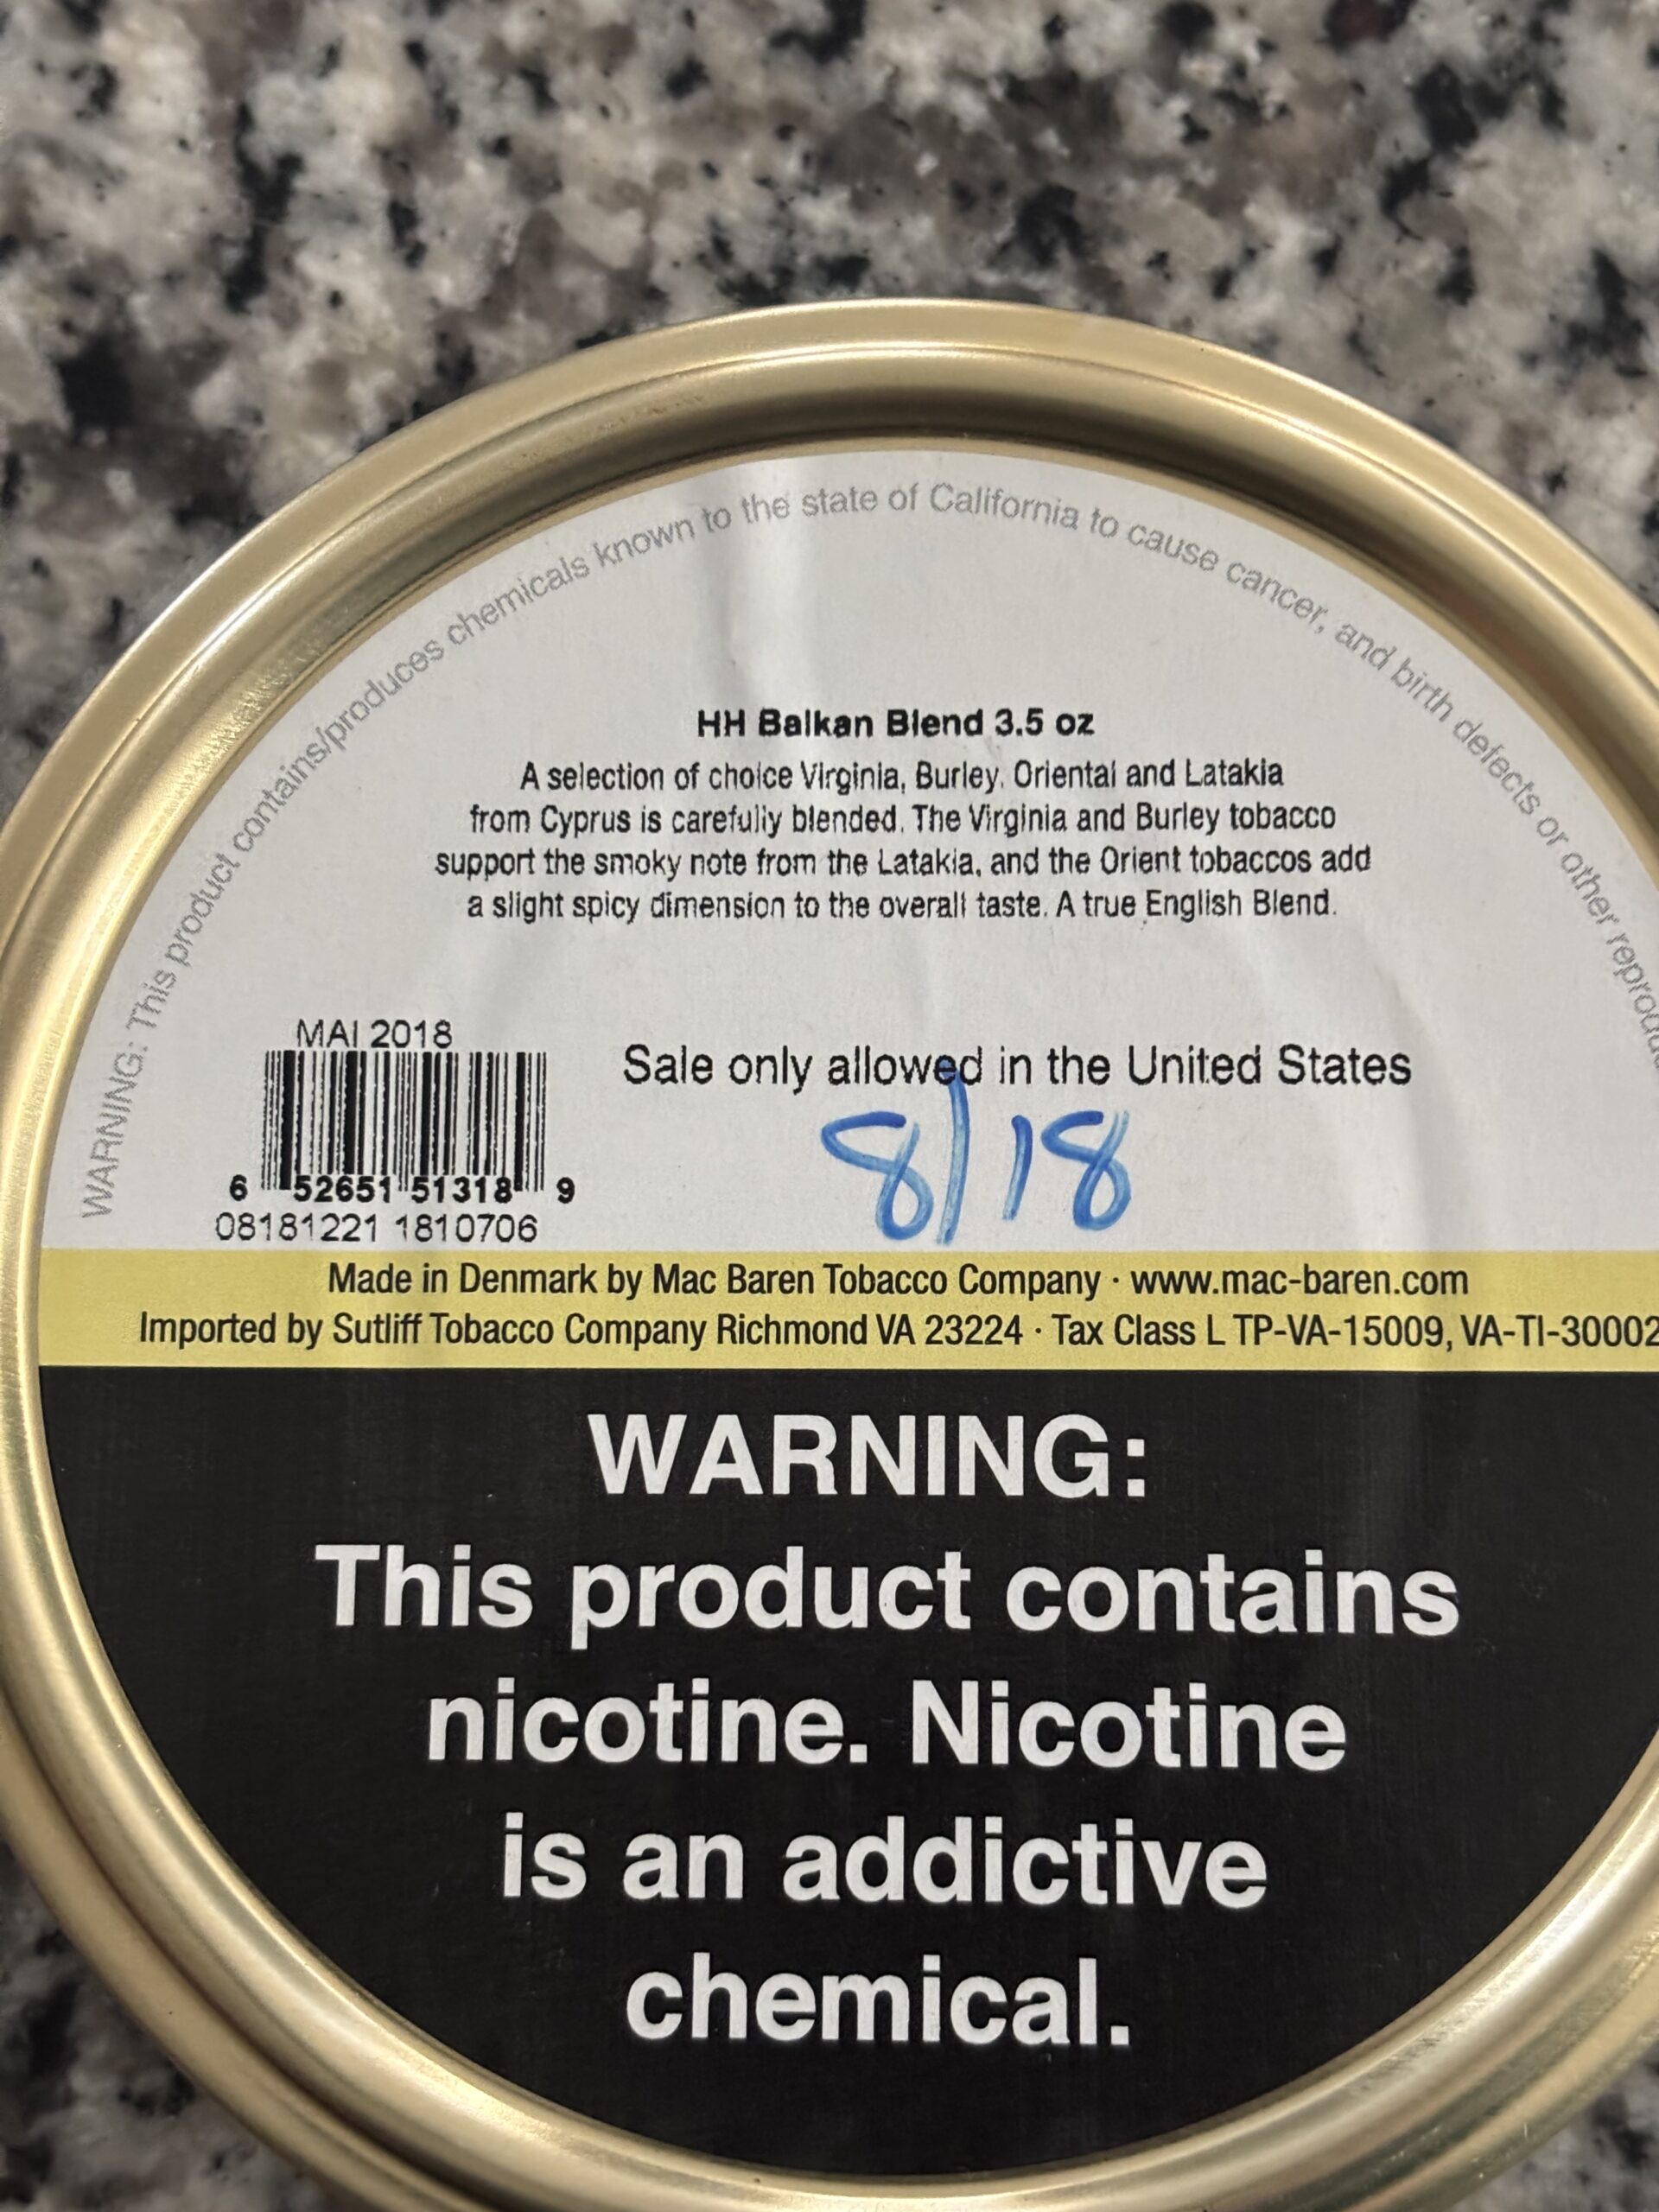 WARNING: This product contains/produces chemicals known to the state of California to cause cancer, and birth defects or other
HH Balkan Blend 3.5 oz
A selection of choice Virginia, Burley, Oriental and Latakia
from Cyprus is carefully blended. The Virginia and Burley tobacco
support the smoky note from the Latakia, and the Orient tobaccos add
a slight spicy dimension to the overall taste. A true English Blend.
MAI 2018
Sale only allowed in the United States
8/18
6 52651 51318 9
08181221 1810706
Made in Denmark by Mac Baren Tobacco Company · www.mac-baren.com
Imported by Sutliff Tobacco Company Richmond VA 23224 · Tax Class L TP-VA-15009, VA-TI-30002
WARNING:
This product contains
nicotine. Nicotine
is an addictive
chemical.